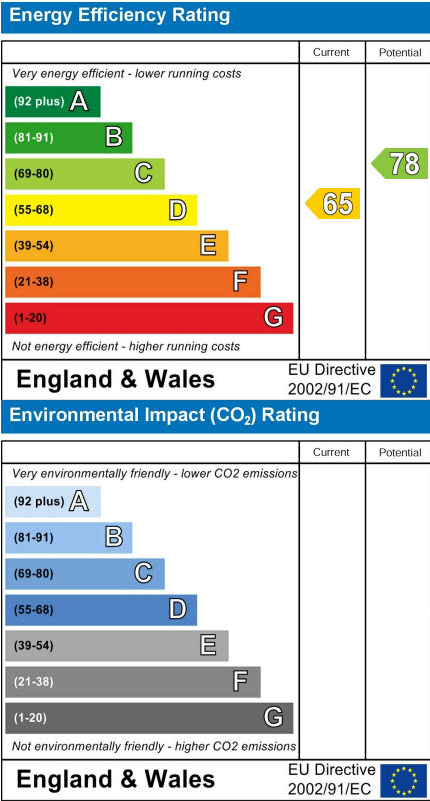 Energy Efficiency Rating
Current Potential
Very energy efficient - lower running costs
(92 plus) A
(81-91) B
(69-80) C
(55-68) D
(39-54) E
(21-38) F
(1-20) G
65
78
Not energy efficient - higher running costs
England & Wales
EU Directive
2002/91/EC
Environmental Impact (CO₂) Rating
Current Potential
Very environmentally friendly - lower CO2 emissions
(92 plus) A
(81-91) B
(69-80) C
(55-68) D
(39-54) E
(21-38) F
(1-20) G
Not environmentally friendly - higher CO2 emissions
England & Wales
EU Directive
2002/91/EC